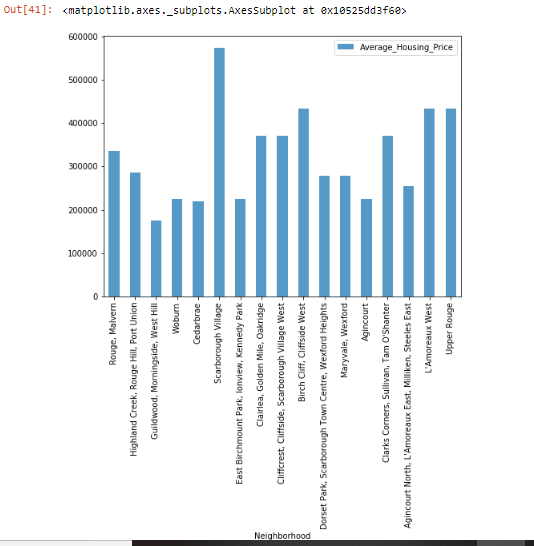 Out[41]: <matplotlib.axes._subplots.AxesSubplot at 0x10525dd3f60>
Average_Housing_Price
600000
500000
400000
300000
200000
100000
0
Rouge, Malvern
Highland Creek, Rouge Hill, Port Union
Guildwood, Morningside, West Hill
Woburn
Cedarbrae
Scarborough Village
East Birchmount Park, Ionview, Kennedy Park
Clairlea, Golden Mile, Oakridge
Cliffcrest, Cliffside, Scarborough Village West
Birch Cliff, Cliffside West
Dorset Park, Scarborough Town Centre, Wexford Heights
Maryvale, Wexford
Agincourt
Clarks Corners, Sullivan, Tam O'Shanter
Agincourt North, L'Amoreaux East, Milliken, Steeles East
L'Amoreaux West
Upper Rouge
Neighborhood